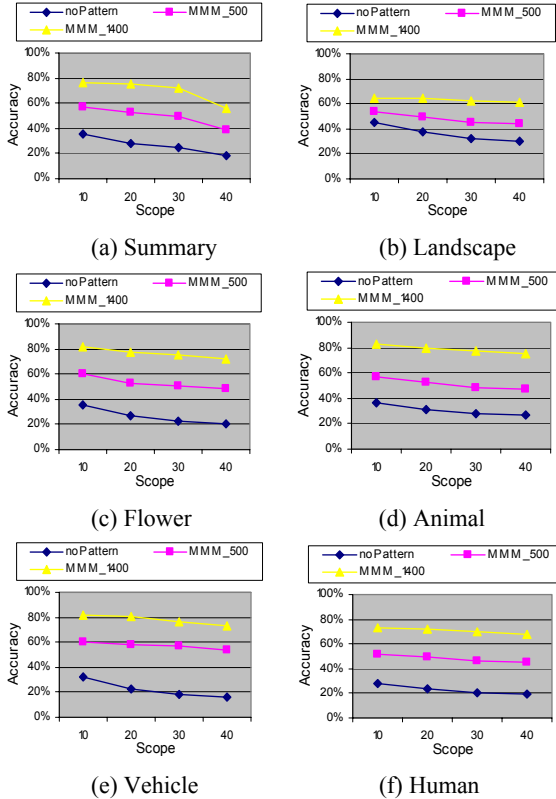 noPattern MMM_500
MMM_1400
noPattern MMM_500
MMM_1400
Accuracy
100%
80%
60%
40%
20%
0%
10 20 30 40
Scope
(a) Summary
Accuracy
100%
80%
60%
40%
20%
0%
10 20 30 40
Scope
(b) Landscape
noPattern MMM_500
MMM_1400
noPattern MMM_500
MMM_1400
Accuracy
100%
80%
60%
40%
20%
0%
10 20 30 40
Scope
(c) Flower
Accuracy
100%
80%
60%
40%
20%
0%
10 20 30 40
Scope
(d) Animal
noPattern MMM_500
MMM_1400
noPattern MMM_500
MMM_1400
Accuracy
100%
80%
60%
40%
20%
0%
10 20 30 40
Scope
(e) Vehicle
Accuracy
100%
80%
60%
40%
20%
0%
10 20 30 40
Scope
(f) Human